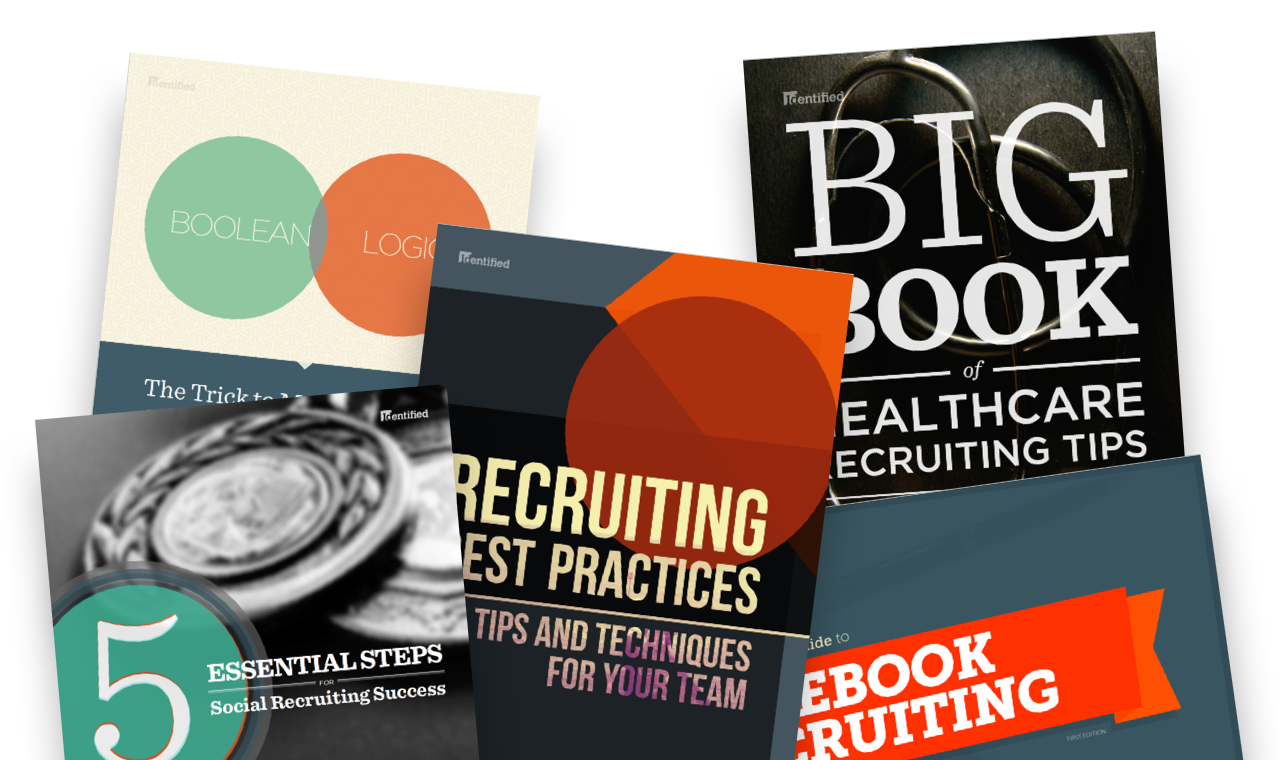 Identified
BOOLEAN
LOGIC
The Trick to
Identified
BIG
BOOK
of
HEALTHCARE
RECRUITING TIPS
Identified
RECRUITING
BEST PRACTICES
TIPS AND TECHNIQUES
FOR YOUR TEAM
Identified
5
ESSENTIAL STEPS
FOR
Social Recruiting Success
to
EBOOK
CRUITING
FIRST EDITION